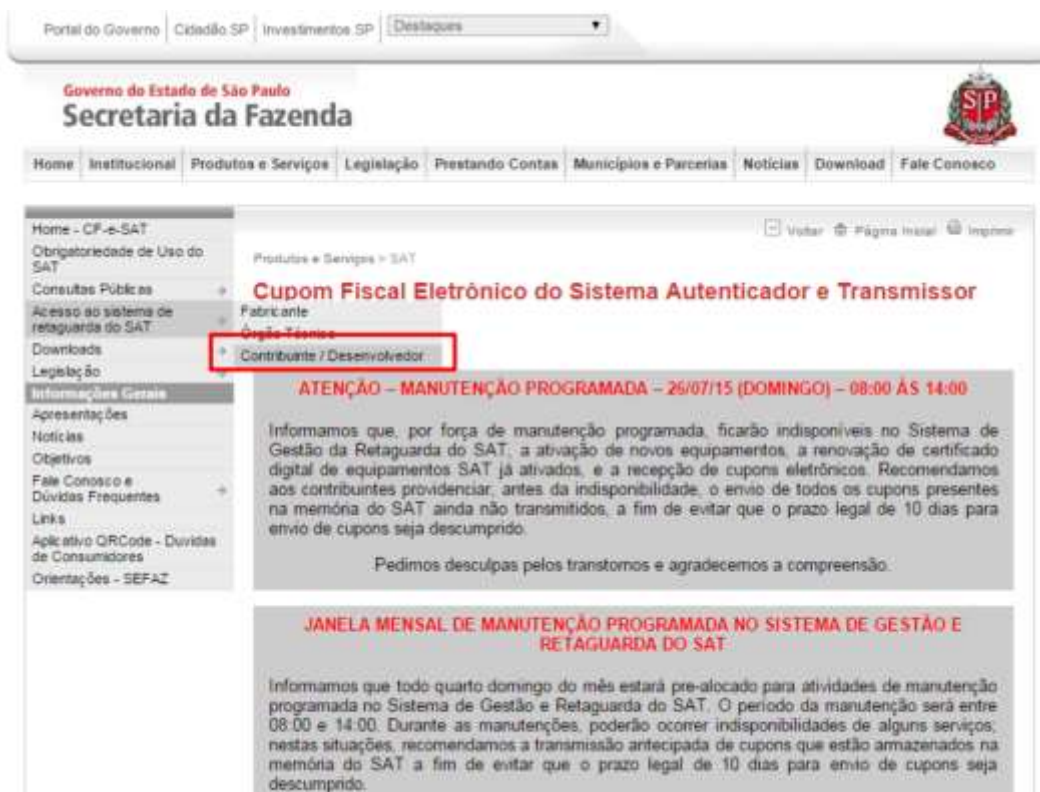 Portal do Governo Cidadão SP Investimentos SP Destaques
Governo do Estado de São Paulo
Secretaria da Fazenda
Home Institucional Produtos e Serviços Legislação Prestando Contas Municípios e Parcerias Notícias Download Fale Conosco
Voltar Página Inicial Imprimir
Home - CF-e-SAT
Obrigatoriedade de Uso do
SAT
Consultas Públicas
Acesso ao sistema de
retaguarda do SAT
Downloads
Legislação
Informações Gerais
Apresentações
Notícias
Objetivos
Fale Conosco e
Dúvidas Frequentes
Links
Aplicativo QRCode - Duvidas
de Consumidores
Orientações - SEFAZ
Fabricante
Órgão Técnico
Contribuinte / Desenvolvedor
Produtos e Serviços > SAT
Cupom Fiscal Eletrônico do Sistema Autenticador e Transmissor
ATENÇÃO – MANUTENÇÃO PROGRAMADA – 26/07/15 (DOMINGO) – 08:00 ÀS 14:00
Informamos que, por força de manutenção programada, ficarão indisponíveis no Sistema de
Gestão da Retaguarda do SAT, a ativação de novos equipamentos, a renovação de certificado
digital de equipamentos SAT já ativados, e a recepção de cupons eletrônicos. Recomendamos
aos contribuintes providenciar, antes da indisponibilidade, o envio de todos os cupons presentes
na memória do SAT ainda não transmitidos, a fim de evitar que o prazo legal de 10 dias para
envio de cupons seja descumprido.
Pedimos desculpas pelos transtornos e agradecemos a compreensão.
JANELA MENSAL DE MANUTENÇÃO PROGRAMADA NO SISTEMA DE GESTÃO E
RETAGUARDA DO SAT
Informamos que todo quarto domingo do mês estará pre-alocado para atividades de manutenção
programada no Sistema de Gestão e Retaguarda do SAT. O período da manutenção será entre
08:00 e 14:00. Durante as manutenções, poderão ocorrer indisponibilidades de alguns serviços;
nestas situações, recomendamos a transmissão antecipada de cupons que estão armazenados na
memória do SAT a fim de evitar que o prazo legal de 10 dias para envio de cupons seja
descumprido.